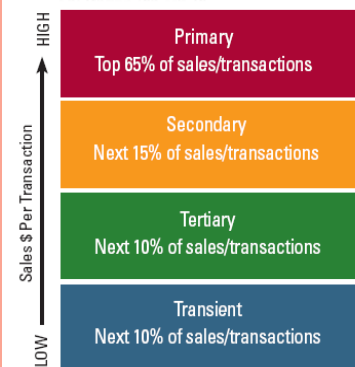 HIGH
Sales $ Per Transaction
LOW
Primary
Top 65% of sales/transactions
Secondary
Next 15% of sales/transactions
Tertiary
Next 10% of sales/transactions
Transient
Next 10% of sales/transactions